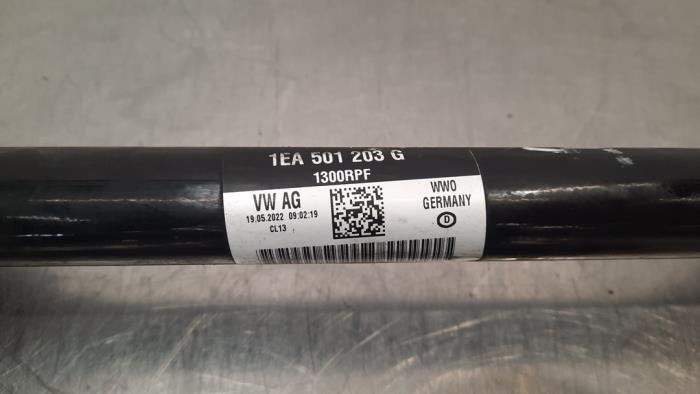 1EA 501 203 G
1300RPF
VW AG
19.05.2022 09:02:19
CL13
WWO
GERMANY
D